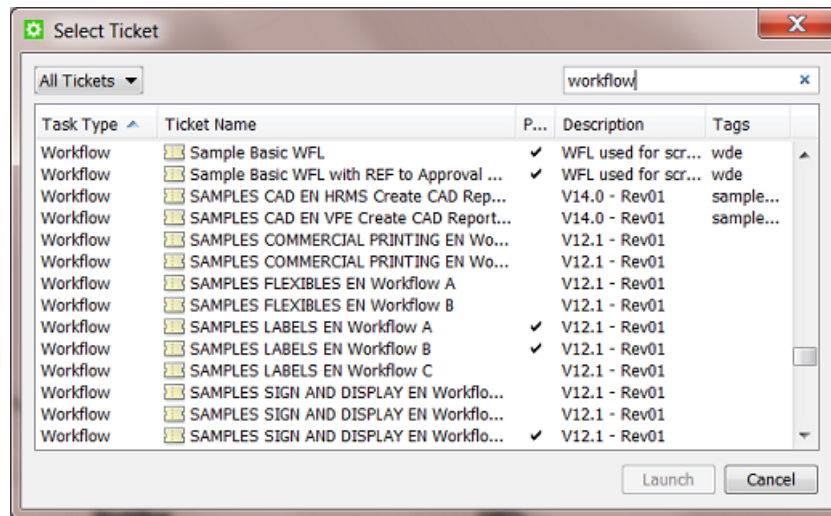 Select Ticket
All Tickets
workflow
Task Type Ticket Name P... Description Tags
Workflow Sample Basic WFL WFL used for scr... wde
Workflow Sample Basic WFL with REF to Approval ... WFL used for scr... wde
Workflow SAMPLES CAD EN HRMS Create CAD Rep... V14.0 - Rev01 sample...
Workflow SAMPLES CAD EN VPE Create CAD Report... V14.0 - Rev01 sample...
Workflow SAMPLES COMMERCIAL PRINTING EN Wo... V12.1 - Rev01
Workflow SAMPLES COMMERCIAL PRINTING EN Wo... V12.1 - Rev01
Workflow SAMPLES FLEXIBLES EN Workflow A V12.1 - Rev01
Workflow SAMPLES FLEXIBLES EN Workflow B V12.1 - Rev01
Workflow SAMPLES LABELS EN Workflow A V12.1 - Rev01
Workflow SAMPLES LABELS EN Workflow B V12.1 - Rev01
Workflow SAMPLES LABELS EN Workflow C V12.1 - Rev01
Workflow SAMPLES SIGN AND DISPLAY EN Workflo... V12.1 - Rev01
Workflow SAMPLES SIGN AND DISPLAY EN Workflo... V12.1 - Rev01
Workflow SAMPLES SIGN AND DISPLAY EN Workflo... V12.1 - Rev01
Launch Cancel